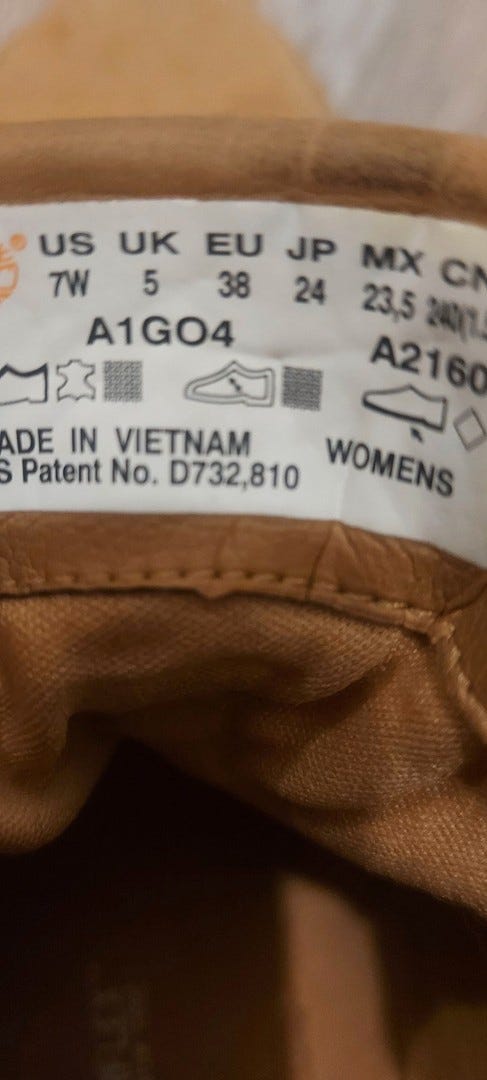 ® US UK EU JP MX CN
7W 5 38 24 23,5
A1GO4 A2160
ADE IN VIETNAM WOMENS
S Patent No. D732,810